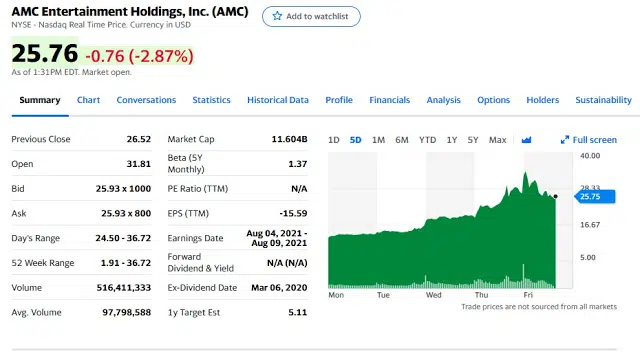 AMC Entertainment Holdings, Inc. (AMC)
Add to watchlist
NYSE - Nasdaq Real Time Price. Currency in USD
25.76 -0.76 (-2.87%)
As of 1:31PM EDT. Market open.
Summary Chart Conversations Statistics Historical Data Profile Financials Analysis Options Holders Sustainability
Previous Close 26.52
Open 31.81
Bid 25.93 x 1000
Ask 25.93 x 800
Day's Range 24.50 - 36.72
52 Week Range 1.91 - 36.72
Volume 516,411,333
Avg. Volume 97,798,588
Market Cap 11.604B
Beta (5Y
Monthly) 1.37
PE Ratio (TTM) N/A
EPS (TTM) -15.59
Earnings Date Aug 04, 2021 -
Aug 09, 2021
Forward
Dividend & Yield N/A (N/A)
Ex-Dividend Date Mar 06, 2020
1y Target Est 5.11
1D 5D 1M 6M YTD 1Y 5Y Max Full screen
40.00
28.33
25.75
16.67
5.00
Mon Tue Wed Thu Fri
Trade prices are not sourced from all markets